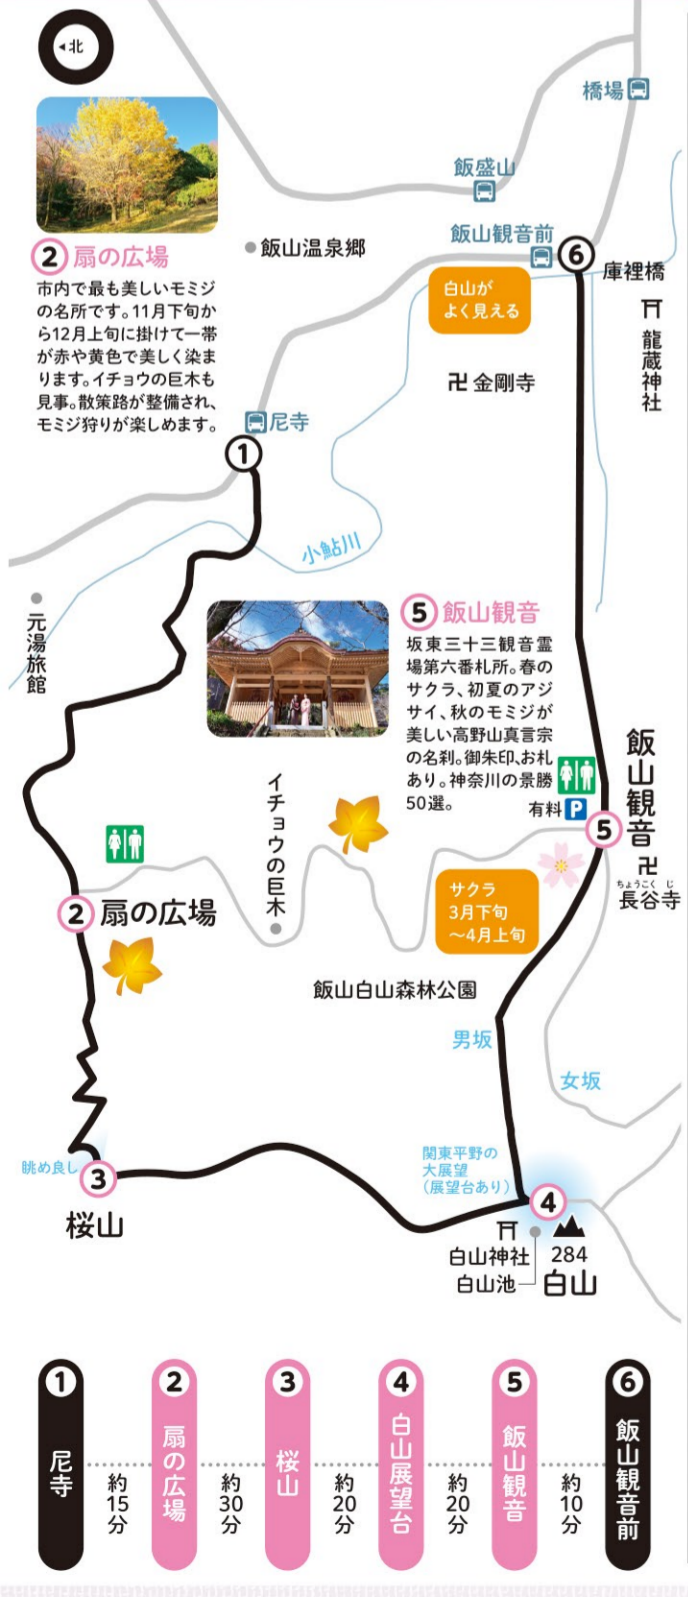 北
橋場
飯盛山
飯山観音前
⑥
庫裡橋
龍蔵神社
飯山温泉郷
白山が
よく見える
卍金剛寺
② 扇の広場
市内で最も美しいモミジ
の名所です。11月下旬か
ら12月上旬に掛けて一帯
が赤や黄色で美しく染ま
ります。イチョウの巨木も
見事。散策路が整備され、
モミジ狩りが楽しめます。
尼寺
①
小鮎川
元湯旅館
⑤ 飯山観音
坂東三十三観音霊
場第六番札所。春の
サクラ、初夏のアジ
サイ、秋のモミジが
美しい高野山真言宗
の名刹。御朱印、お札
あり。神奈川の景勝
50選。
有料 P
⑤
飯山観音
卍
ちょうこく じ
長谷寺
イチョウの巨木
サクラ
3月下旬
～4月上旬
② 扇の広場
飯山白山森林公園
男坂
女坂
眺め良し
③
桜山
関東平野の
大展望
(展望台あり)
④
白山神社
白山池
284
白山
① 尼寺
約15分
② 扇の広場
約30分
③ 桜山
約20分
④ 白山展望台
約20分
⑤ 飯山観音
約10分
⑥ 飯山観音前